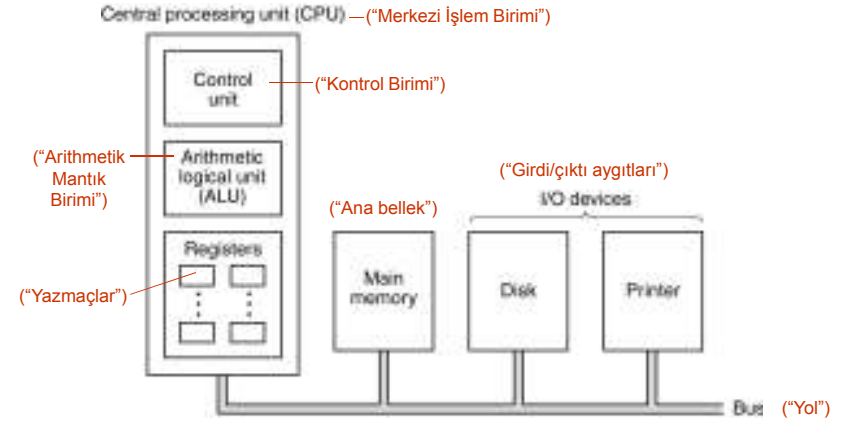 Central processing unit (CPU) (“Merkezi İşlem Birimi”)
Control
unit
(“Kontrol Birimi”)
(“Arithmetik
Mantık
Birimi”)
Arithmetic
logical unit
(ALU)
(“Girdi/çıktı aygıtları”)
I/O devices
(“Ana bellek”)
Registers
(“Yazmaçlar”)
Main
memory
Disk
Printer
Bus (“Yol”)